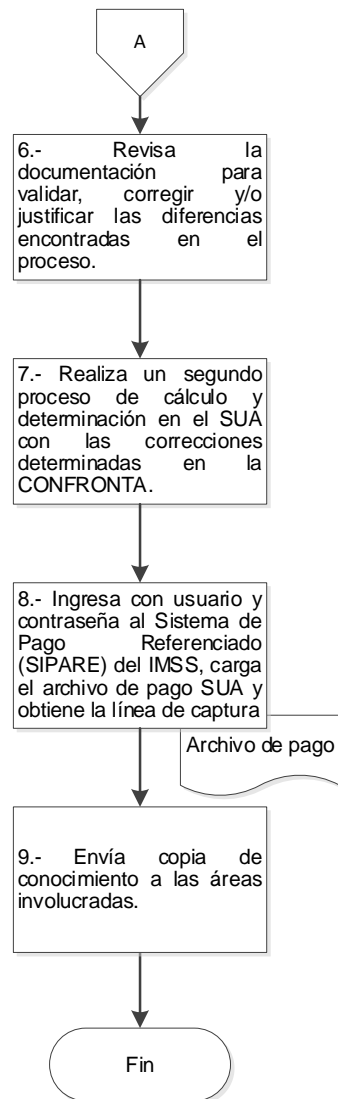 A
6.- Revisa la
documentación para
validar, corregir y/o
justificar las diferencias
encontradas en el
proceso.
7.- Realiza un segundo
proceso de cálculo y
determinación en el SUA
con las correcciones
determinadas en la
CONFRONTA.
8.- Ingresa con usuario y
contraseña al Sistema de
Pago Referenciado
(SIPARE) del IMSS, carga
el archivo de pago SUA y
obtiene la línea de captura
Archivo de pago
9.- Envía copia de
conocimiento a las áreas
involucradas.
Fin